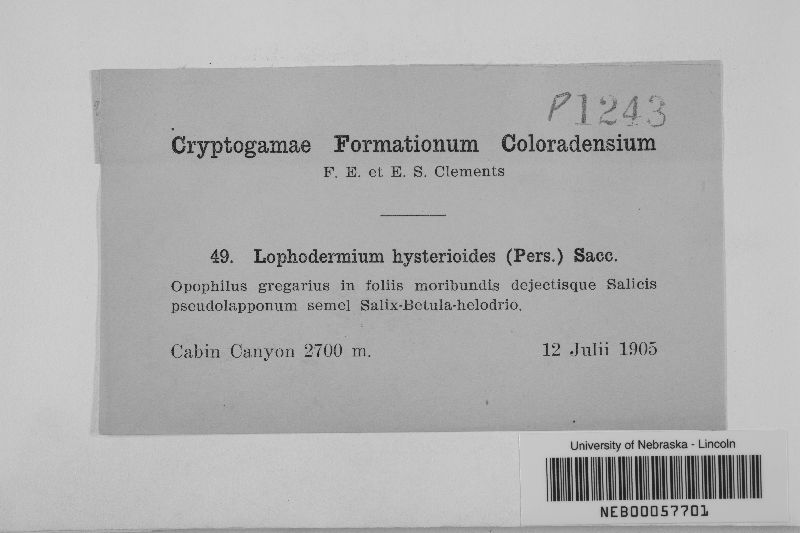 P1243
Cryptogamae Formationum Coloradensium
F. E. et E. S. Clements
49. Lophodermium hysterioides (Pers.) Sacc.
Opophilus gregarius in foliis moribundis dejectisque Salicis
pseudolapponum semel Salix-Betula-helodrio.
Cabin Canyon 2700 m. 12 Julii 1905
University of Nebraska - Lincoln
NEB00057701